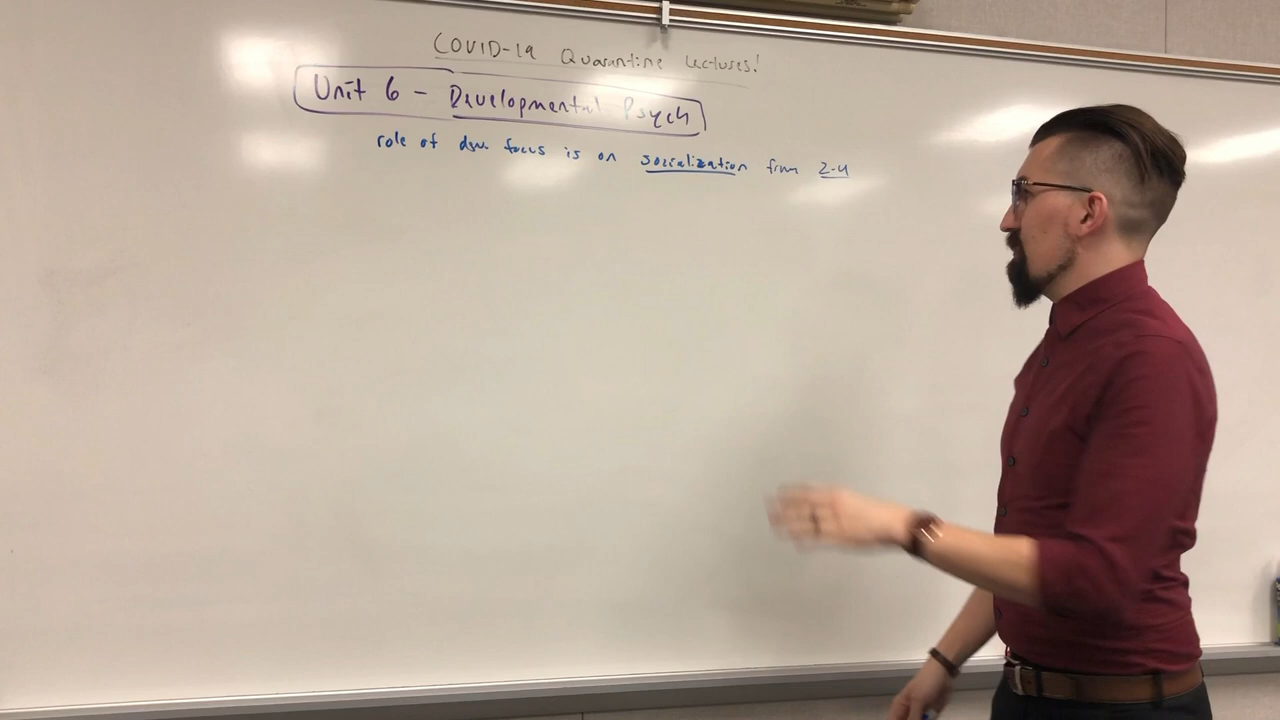 COVID-19 Quarantine Lectures!
Unit 6 - Developmental Psych
role of dev. focus is on socialization from 2-4